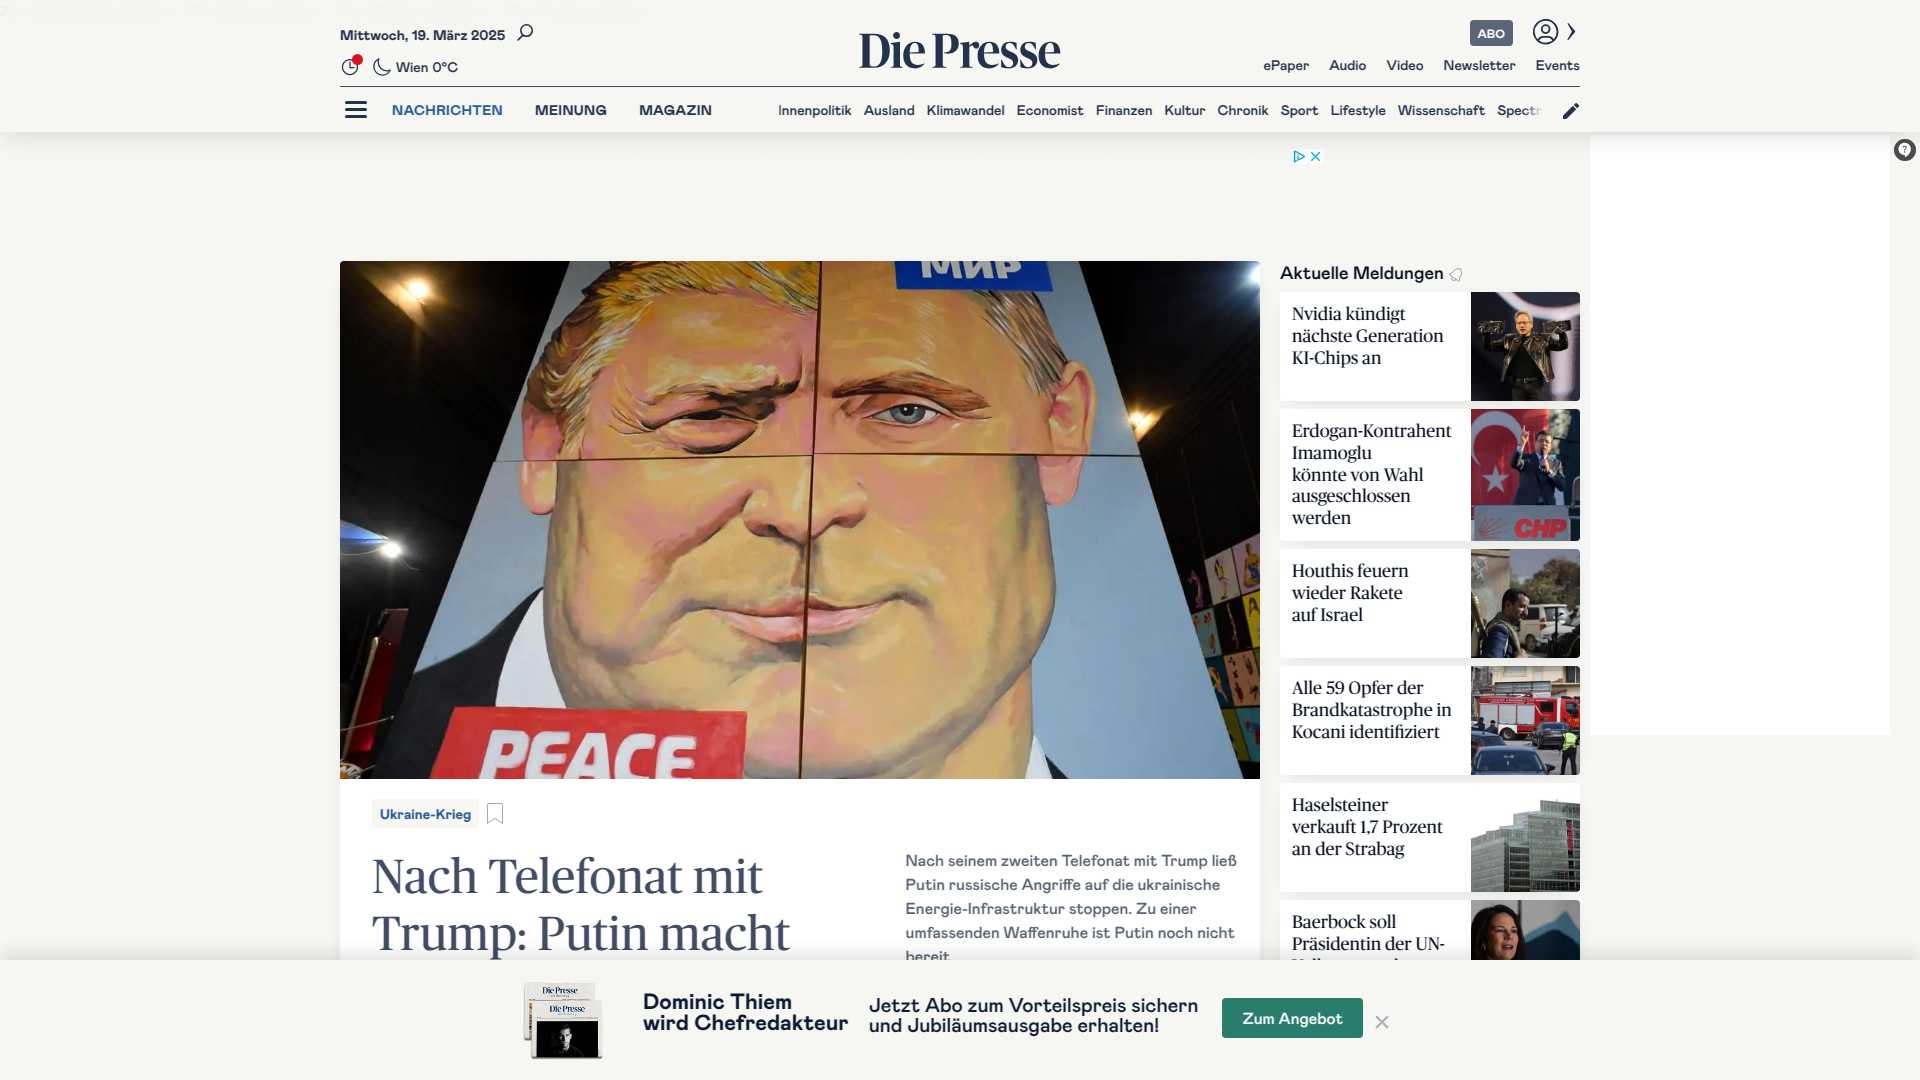 Mittwoch, 19. März 2025
Wien 0°C
Die Presse
ABO
ePaper Audio Video Newsletter Events
NACHRICHTEN MEINUNG MAGAZIN
Innenpolitik Ausland Klimawandel Economist Finanzen Kultur Chronik Sport Lifestyle Wissenschaft Spectr
МИР
PEACE
Ukraine-Krieg
Nach Telefonat mit
Trump: Putin macht
Nach seinem zweiten Telefonat mit Trump ließ
Putin russische Angriffe auf die ukrainische
Energie-Infrastruktur stoppen. Zu einer
umfassenden Waffenruhe ist Putin noch nicht
bereit.
Aktuelle Meldungen
Nvidia kündigt
nächste Generation
KI-Chips an
Erdogan-Kontrahent
Imamoglu
könnte von Wahl
ausgeschlossen
werden
CHP
Houthis feuern
wieder Rakete
auf Israel
Alle 59 Opfer der
Brandkatastrophe in
Kocani identifiziert
Haselsteiner
verkauft 1,7 Prozent
an der Strabag
Baerbock soll
Präsidentin der UN-
Die Presse
Die Presse
Dominic Thiem
wird Chefredakteur
Jetzt Abo zum Vorteilspreis sichern
und Jubiläumsausgabe erhalten!
Zum Angebot